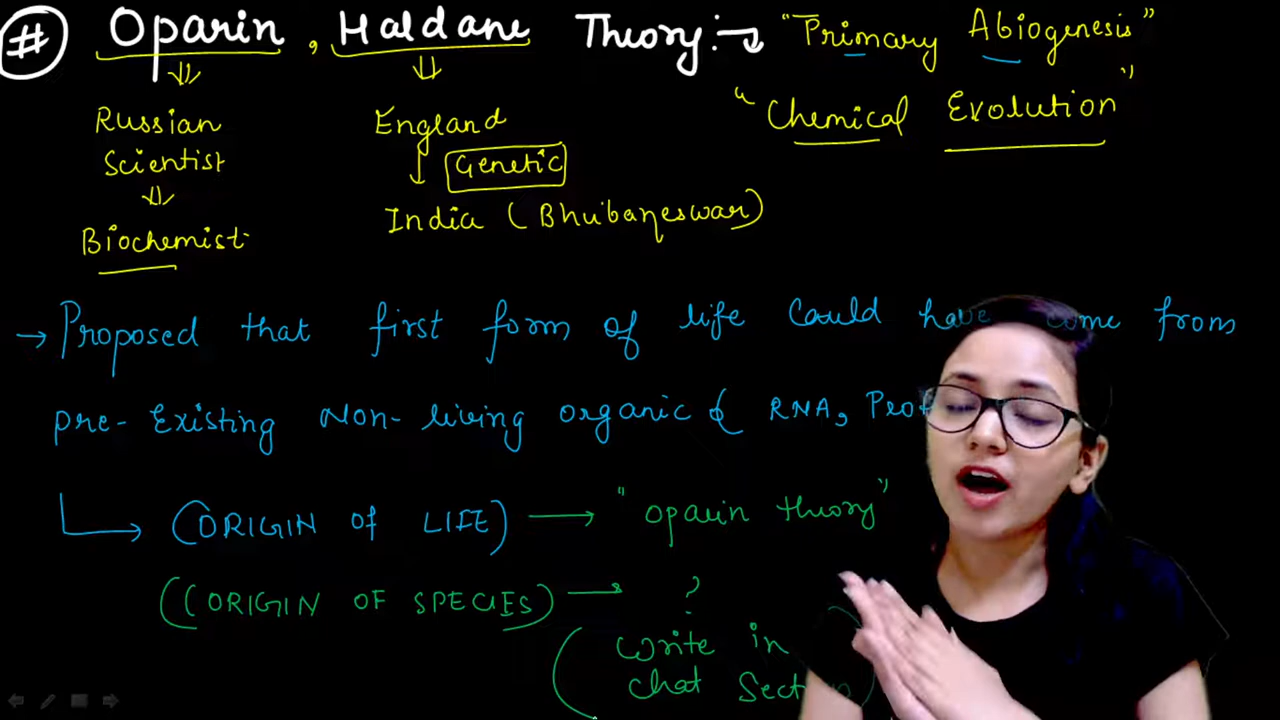 # Oparin, Haldane Theory:→ "Primary Abiogenesis"
"Chemical Evolution"
Russian Scientist
Biochemist
England
Genetic
India (Bhubaneswar)
→ Proposed that first form of life could have come from
pre-Existing Non-living organic ( RNA,
(ORIGIN of LIFE) → "oparin theory"
((ORIGIN OF SPECIES) → ?
(write in
chat